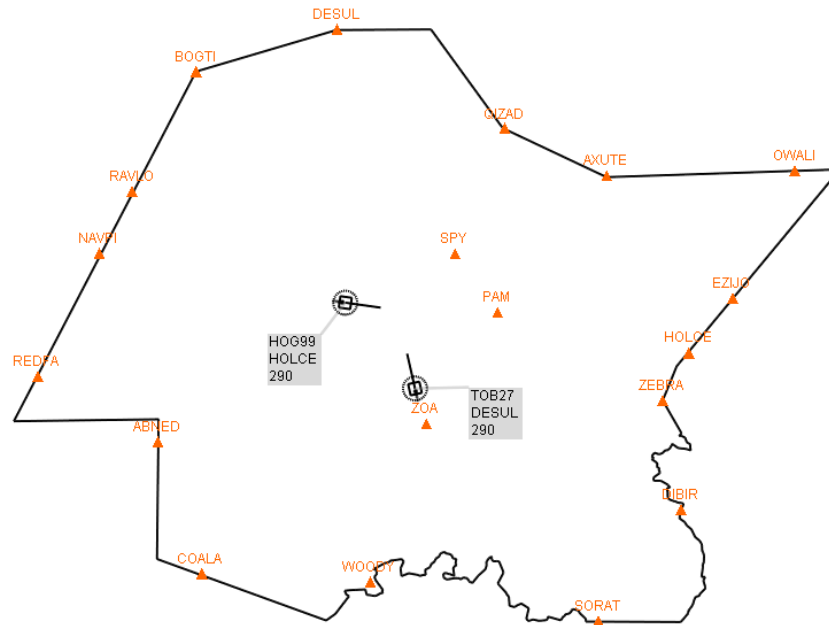 DESUL
BOGTI
QIZAD
AXUTE
OWALI
RAVLO
SPY
NAVPI
EZIJO
PAM
HOG99
HOLCE
290
HOLCE
REDFA
TOB27
DESUL
290
ZEBRA
ZOA
ABNED
DIBIR
COALA
WOODY
SORAT